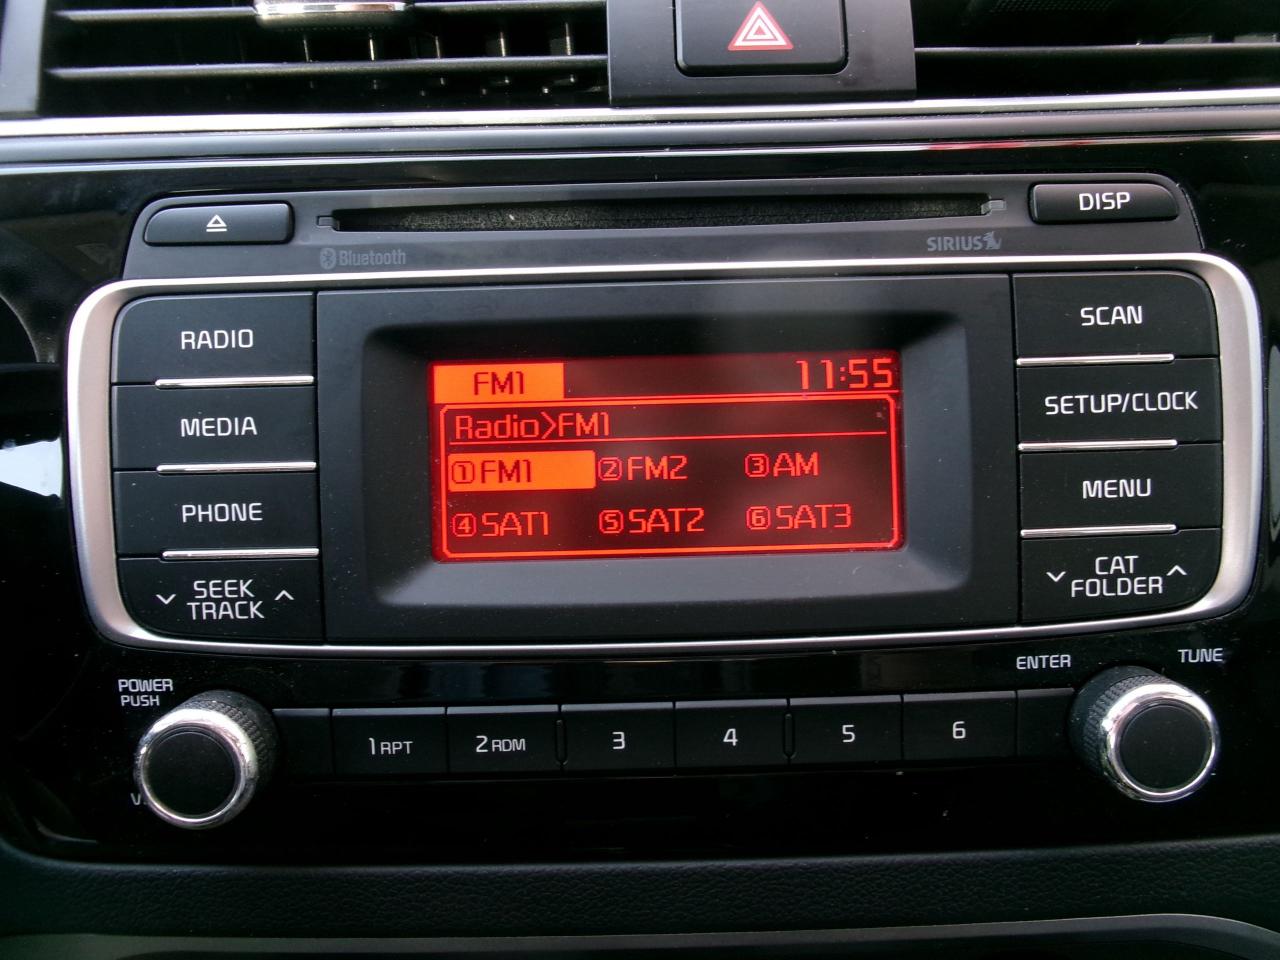 DISP
Bluetooth
SIRIUS
RADIO
MEDIA
PHONE
SEEK
TRACK
FM1 11:55
Radio>FM1
①FM1 ②FM2 ③AM
④SAT1 ⑤SAT2 ⑥SAT3
SCAN
SETUP/CLOCK
MENU
CAT
FOLDER
POWER
PUSH
ENTER
TUNE
1 RPT 2 RDM 3 4 5 6